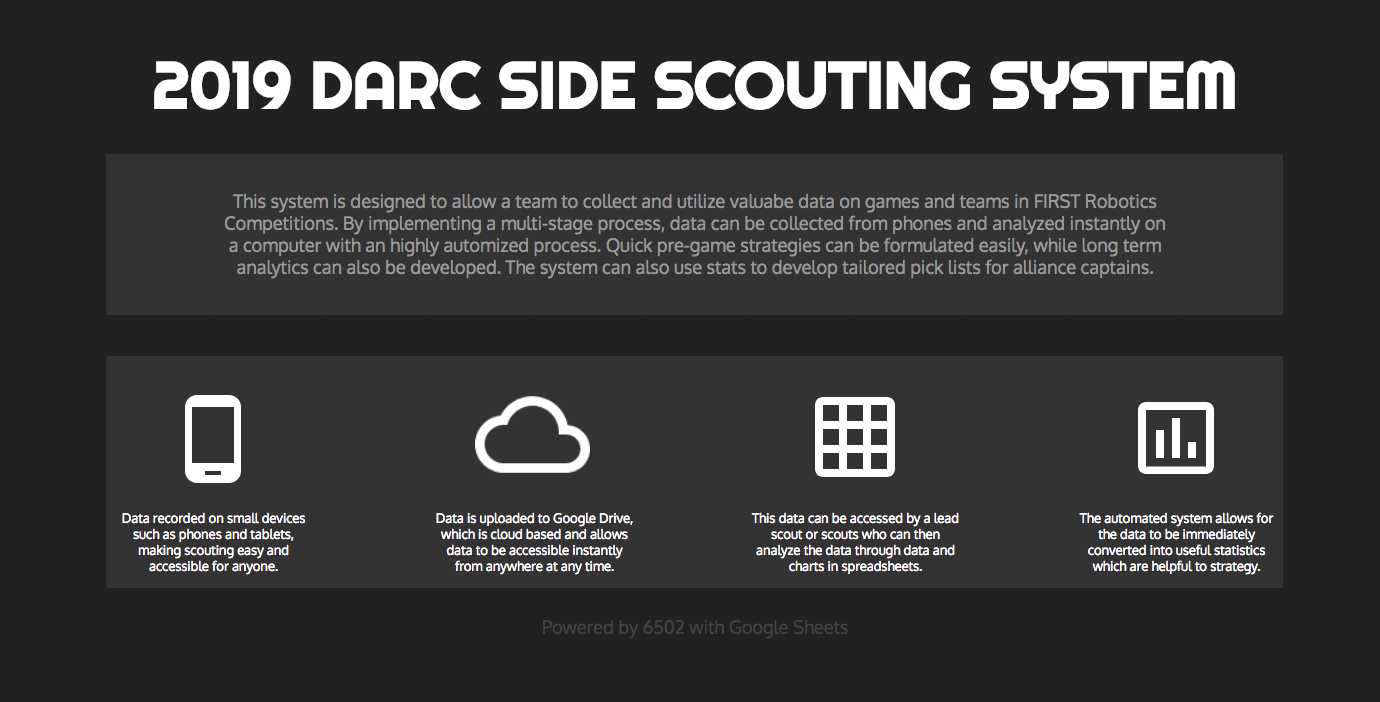 2019 DARC SIDE SCOUTING SYSTEM
This system is designed to allow a team to collect and utilize valuabe data on games and teams in FIRST Robotics
Competitions. By implementing a multi-stage process, data can be collected from phones and analyzed instantly on
a computer with an highly automized process. Quick pre-game strategies can be formulated easily, while long term
analytics can also be developed. The system can also use stats to develop tailored pick lists for alliance captains.
Data recorded on small devices
such as phones and tablets,
making scouting easy and
accessible for anyone.
Data is uploaded to Google Drive,
which is cloud based and allows
data to be accessible instantly
from anywhere at any time.
This data can be accessed by a lead
scout or scouts who can then
analyze the data through data and
charts in spreadsheets.
The automated system allows for
the data to be immediately
converted into useful statistics
which are helpful to strategy.
Powered by 6502 with Google Sheets